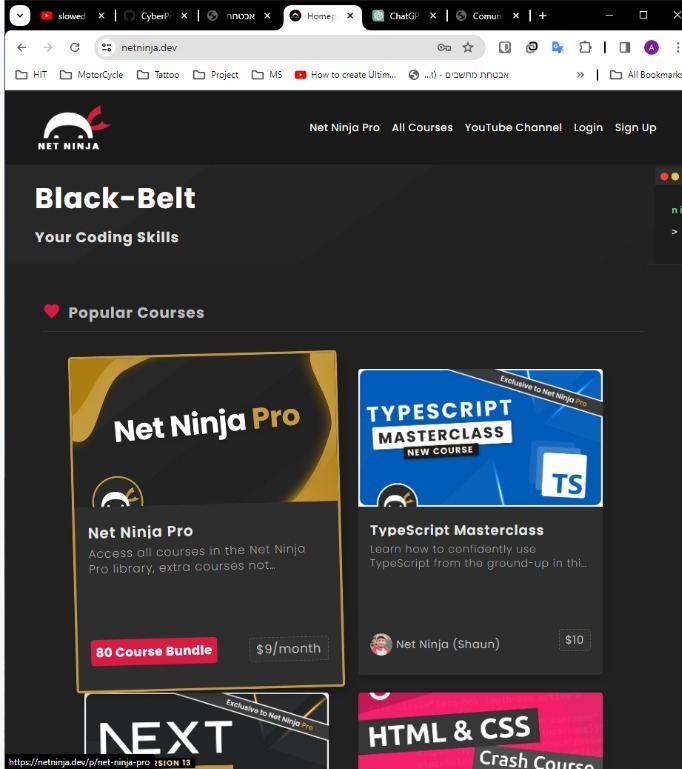 slowed
CyberP
אבטחת
Home
ChatGP
Comuni
netninja.dev
A
HIT
MotorCycle
Tattoo
Project
MS
How to create Ultim...
אבטחת מחשבים - (ז...
»
All Bookmarks
NET NINJA
Net Ninja Pro
All Courses
YouTube Channel
Login
Sign Up
Black-Belt
Your Coding Skills
ni
>
Popular Courses
Net Ninja Pro
Net Ninja Pro
Access all courses in the Net Ninja
Pro library, extra courses not...
80 Course Bundle
$9/month
Exclusive to Net Ninja Pro
TYPESCRIPT
MASTERCLASS
NEW COURSE
TS
TypeScript Masterclass
Learn how to confidently use
TypeScript from the ground-up in thi...
Net Ninja (Shaun)
$10
Exclusive to Net Ninja Pro
NEXT
RSION 13
HTML & CSS
Crash Course
https://netninja.dev/p/net-ninja-pro